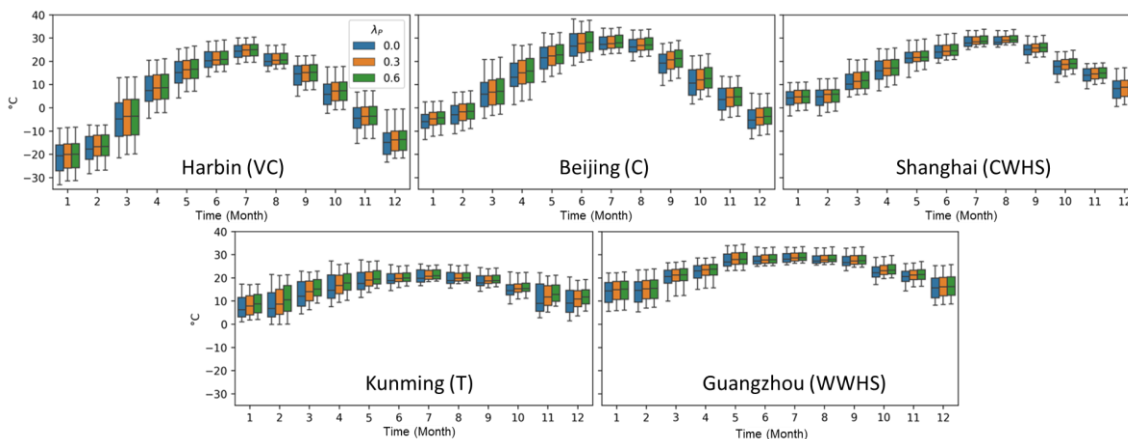 40
30
20
10
0
−10
−20
−30
°C
λP
0.0
0.3
0.6
Harbin (VC)
1 2 3 4 5 6 7 8 9 10 11 12
Time (Month)
Beijing (C)
1 2 3 4 5 6 7 8 9 10 11 12
Time (Month)
Shanghai (CWHS)
1 2 3 4 5 6 7 8 9 10 11 12
Time (Month)
40
30
20
10
0
−10
−20
−30
°C
Kunming (T)
1 2 3 4 5 6 7 8 9 10 11 12
Time (Month)
Guangzhou (WWHS)
1 2 3 4 5 6 7 8 9 10 11 12
Time (Month)